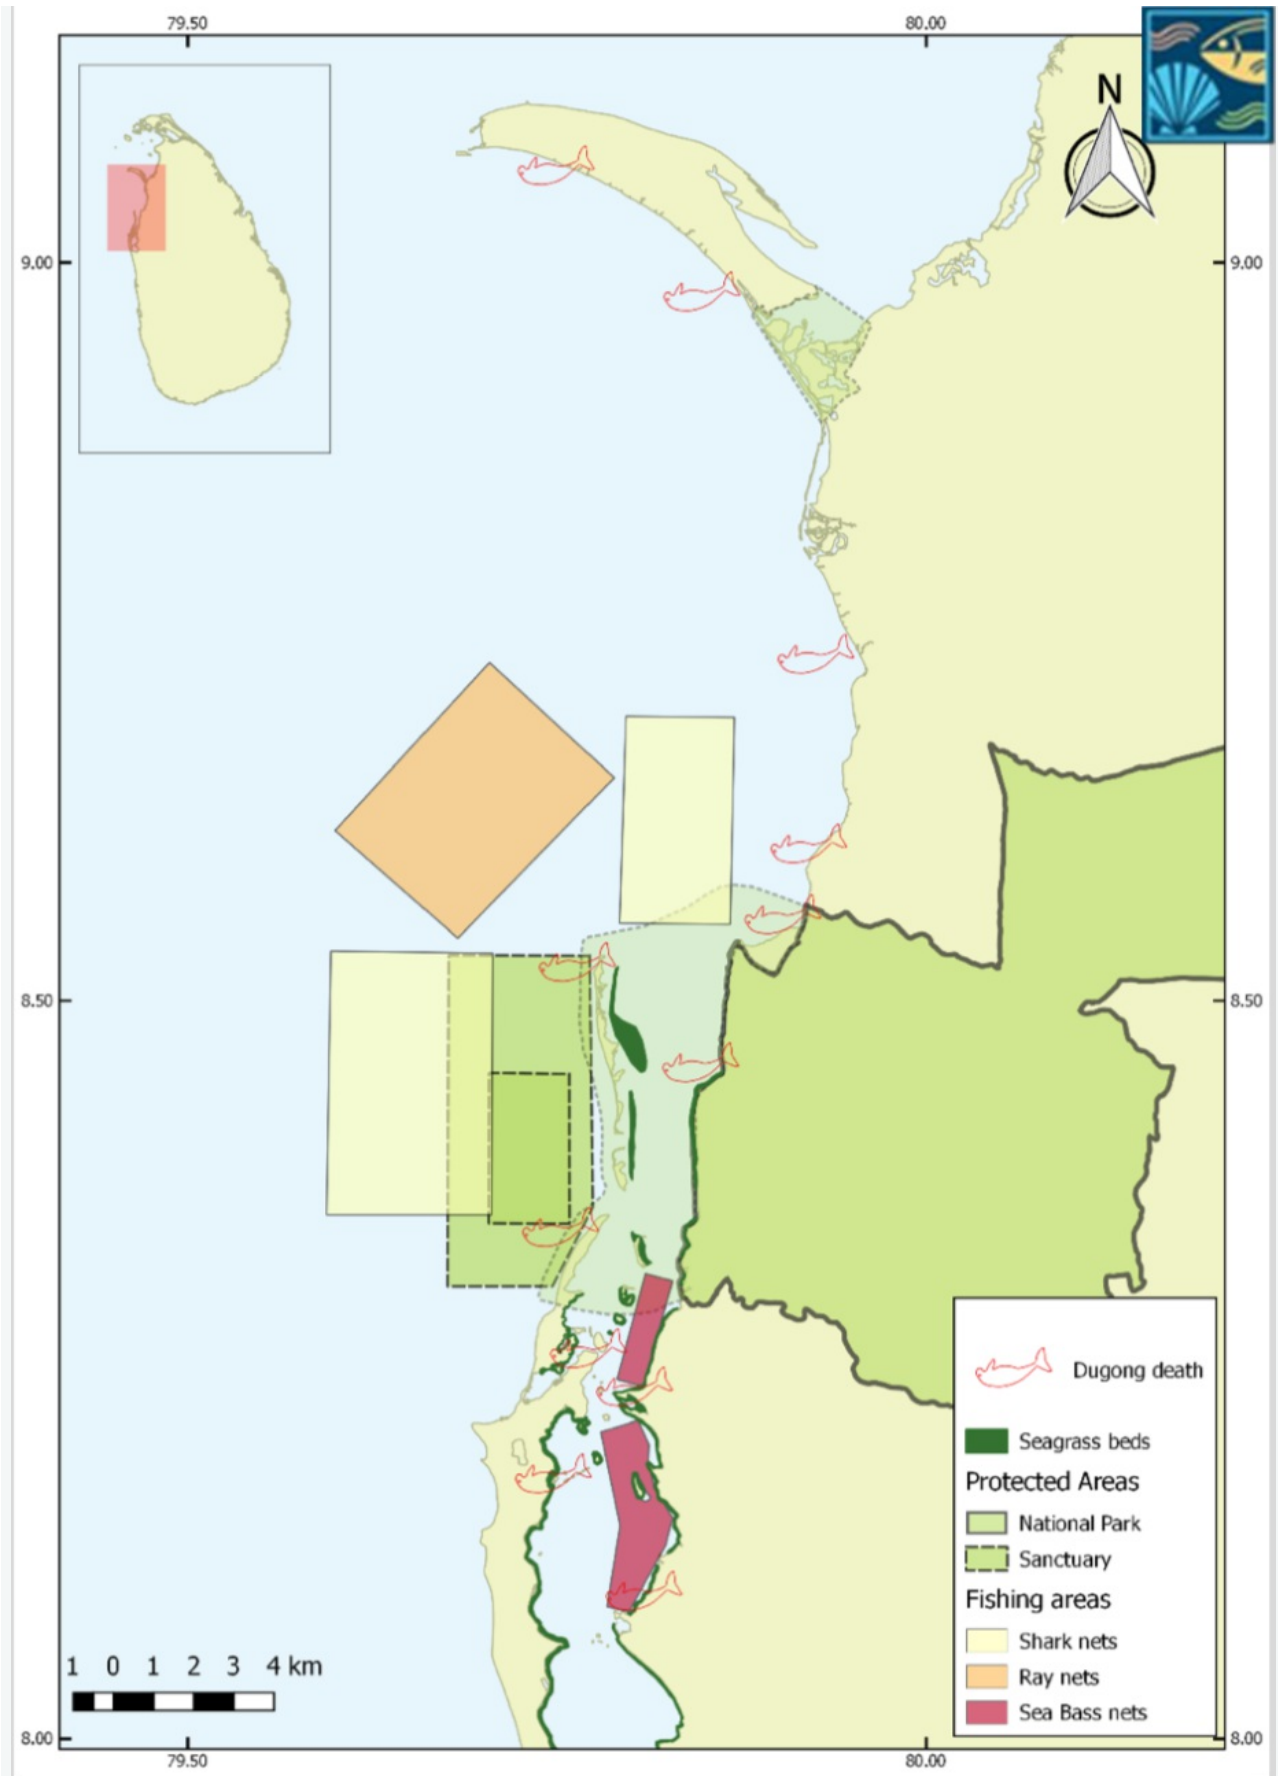 79.50 80.00
N
9.00 9.00
8.50 8.50
Dugong death
Seagrass beds
Protected Areas
National Park
Sanctuary
Fishing areas
Shark nets
Ray nets
Sea Bass nets
1 0 1 2 3 4 km
8.00 8.00
79.50 80.00